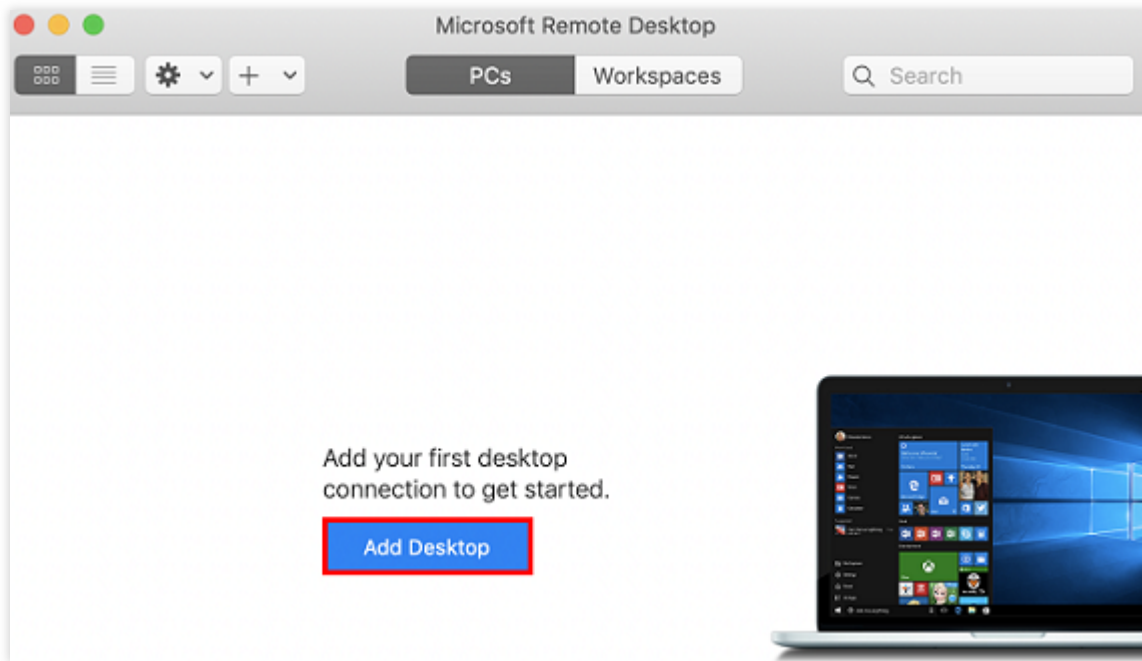 Microsoft Remote Desktop
PCs
Workspaces
Search
Add your first desktop
connection to get started.
Add Desktop